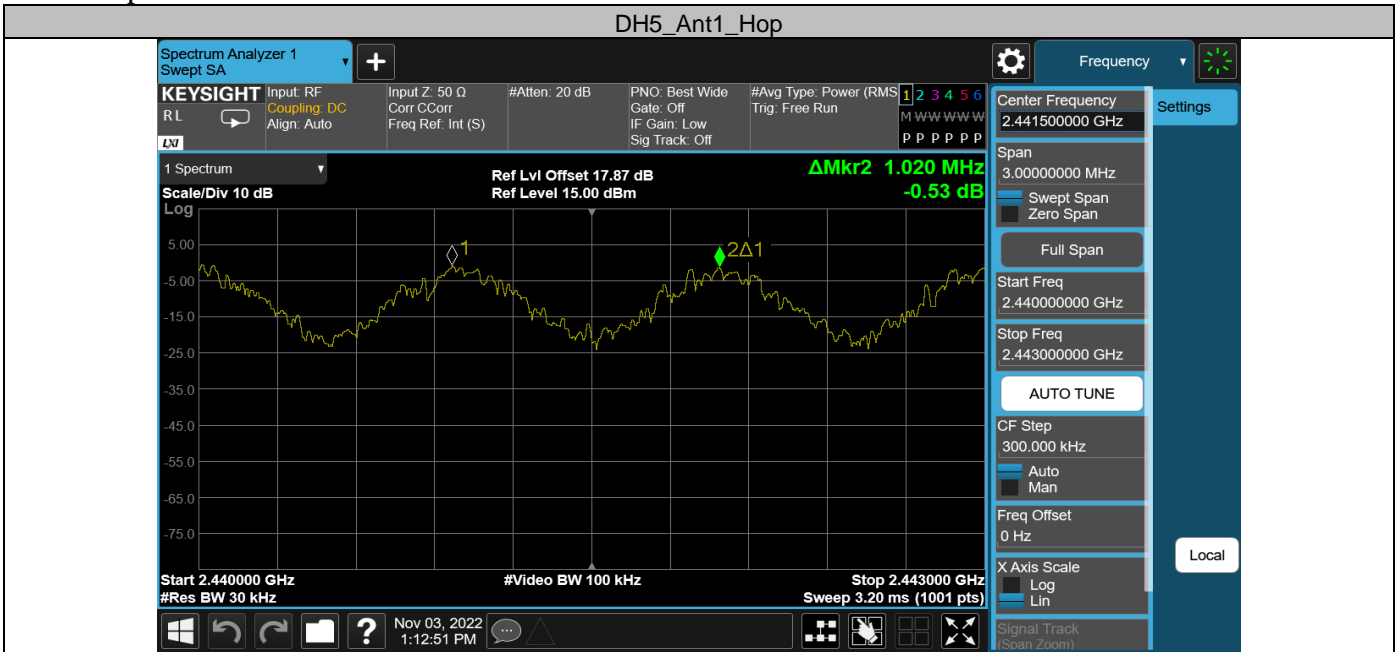 DH5_Ant1_Hop
Spectrum Analyzer 1
Swept SA
Frequency
KEYSIGHT
RL
LXI
Input: RF
Coupling: DC
Align: Auto
Input Z: 50 Ω
Corr CCorr
Freq Ref: Int (S)
#Atten: 20 dB
PNO: Best Wide
Gate: Off
IF Gain: Low
Sig Track: Off
#Avg Type: Power (RMS
Trig: Free Run
1 2 3 4 5 6
M W W W W W
P P P P P P
1 Spectrum
Scale/Div 10 dB
Log
Ref Lvl Offset 17.87 dB
Ref Level 15.00 dBm
ΔMkr2 1.020 MHz
-0.53 dB
1
2Δ1
5.00
-5.00
-15.0
-25.0
-35.0
-45.0
-55.0
-65.0
-75.0
Start 2.440000 GHz
#Res BW 30 kHz
#Video BW 100 kHz
Stop 2.443000 GHz
Sweep 3.20 ms (1001 pts)
Nov 03, 2022
1:12:51 PM
Center Frequency
2.441500000 GHz
Span
3.00000000 MHz
Swept Span
Zero Span
Full Span
Start Freq
2.440000000 GHz
Stop Freq
2.443000000 GHz
AUTO TUNE
CF Step
300.000 kHz
Auto
Man
Freq Offset
0 Hz
X Axis Scale
Log
Lin
Signal Track
(Span Zoom)
Settings
Local